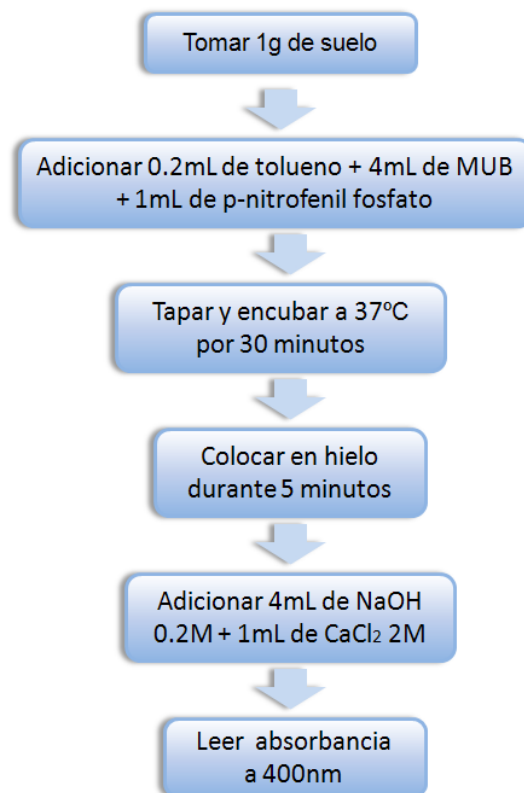 Tomar 1g de suelo
Adicionar 0.2mL de tolueno + 4mL de MUB
+ 1mL de p-nitrofenil fosfato
Tapar y encubar a 37ºC
por 30 minutos
Colocar en hielo
durante 5 minutos
Adicionar 4mL de NaOH
0.2M + 1mL de CaCl₂ 2M
Leer absorbancia
a 400nm